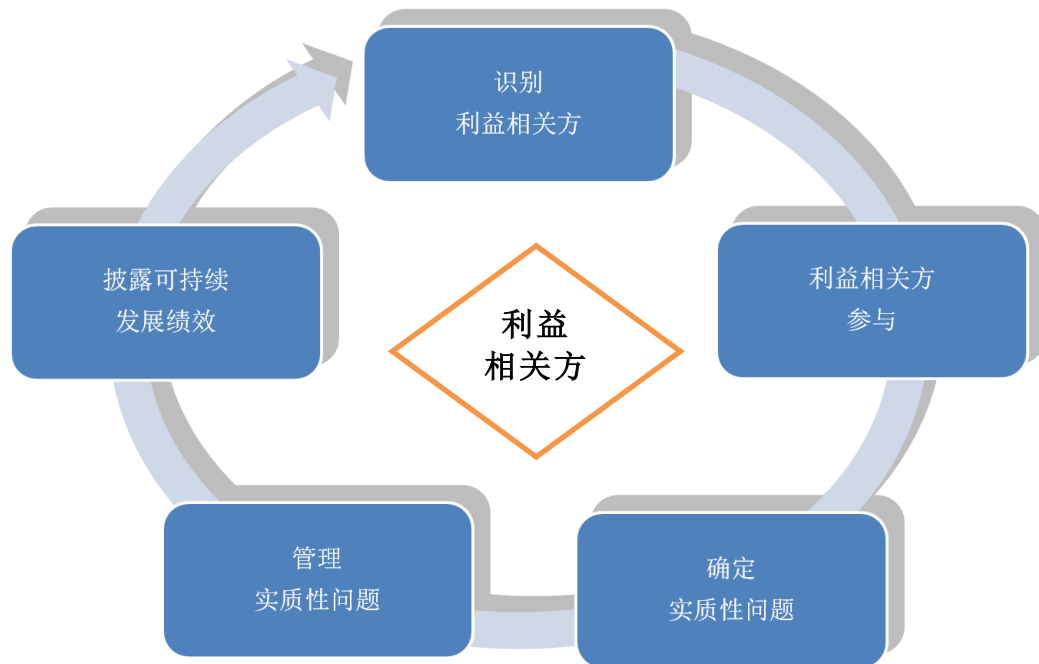 识别
利益相关方
利益相关方
参与
确定
实质性问题
管理
实质性问题
披露可持续
发展绩效
利益
相关方